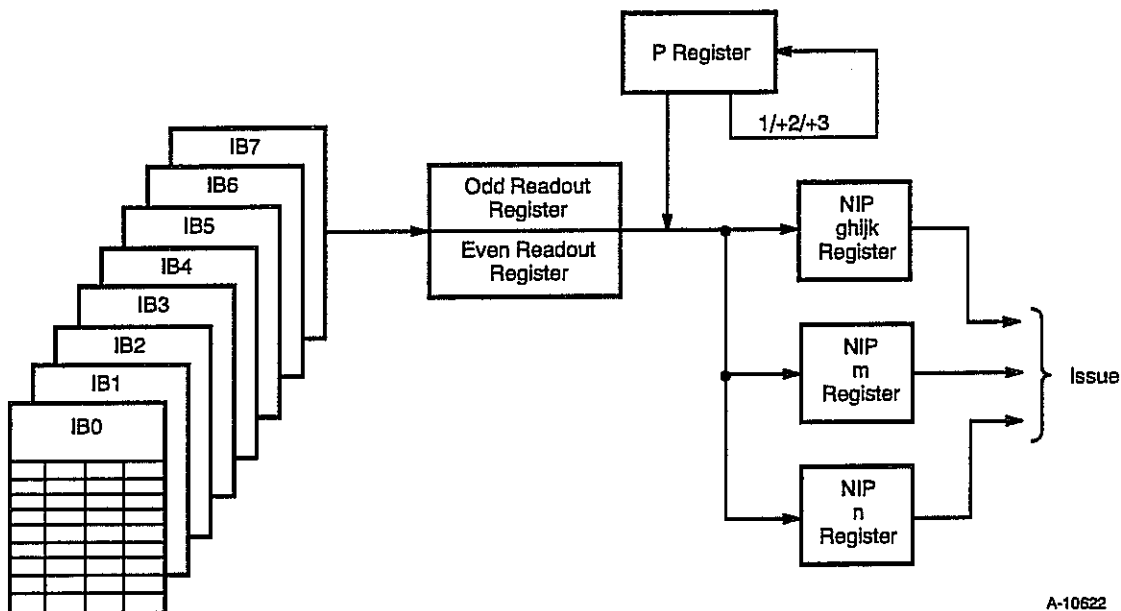 P Register
1/+2/+3
IB7
IB6
IB5
IB4
IB3
IB2
IB1
IB0
Odd Readout
Register
Even Readout
Register
NIP
ghijk
Register
NIP
m
Register
NIP
n
Register
Issue
A-10622